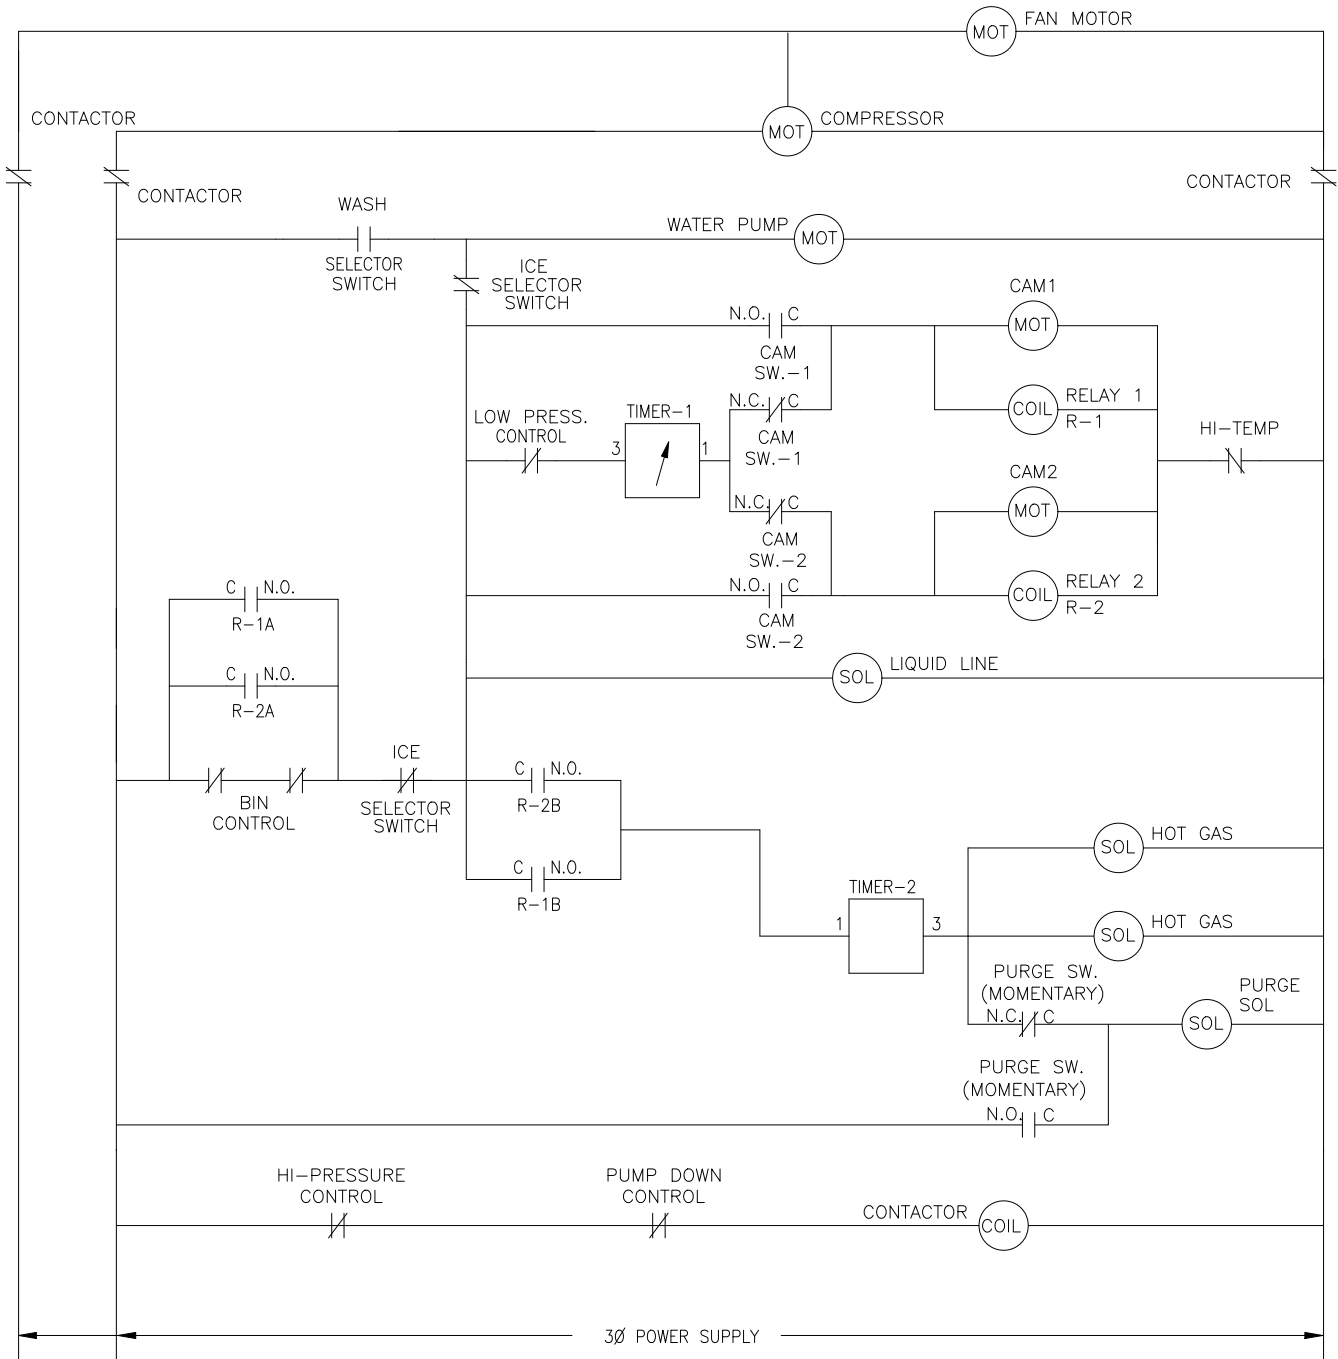 MOT FAN MOTOR
CONTACTOR
MOT COMPRESSOR
CONTACTOR
CONTACTOR
WASH
SELECTOR
SWITCH
WATER PUMP MOT
ICE
SELECTOR
SWITCH
N.O. C
CAM
SW.-1
CAM1
MOT
N.C. C
CAM
SW.-1
COIL RELAY 1
R-1
LOW PRESS.
CONTROL
TIMER-1
3 1
HI-TEMP
N.C. C
CAM
SW.-2
CAM2
MOT
N.O. C
CAM
SW.-2
COIL RELAY 2
R-2
C N.O.
R-1A
C N.O.
R-2A
SOL LIQUID LINE
BIN
CONTROL
ICE
SELECTOR
SWITCH
C N.O.
R-2B
C N.O.
R-1B
TIMER-2
1 3
SOL HOT GAS
SOL HOT GAS
PURGE SW.
(MOMENTARY)
N.C. C
SOL PURGE
SOL
PURGE SW.
(MOMENTARY)
N.O. C
HI-PRESSURE
CONTROL
PUMP DOWN
CONTROL
CONTACTOR COIL
3Ø POWER SUPPLY